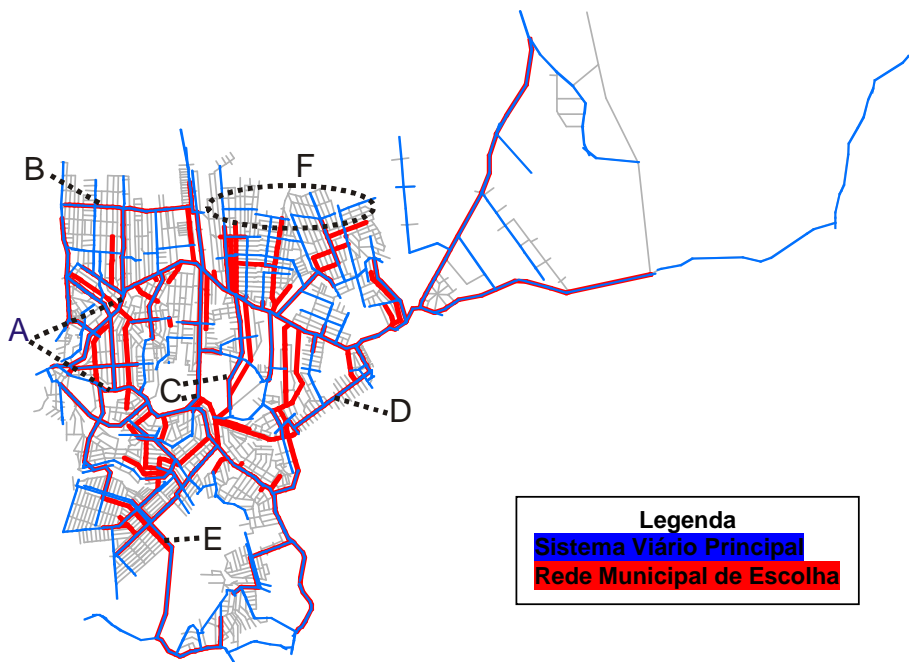 F
B
A
C
D
E
Legenda
Sistema Viário Principal
Rede Municipal de Escolha